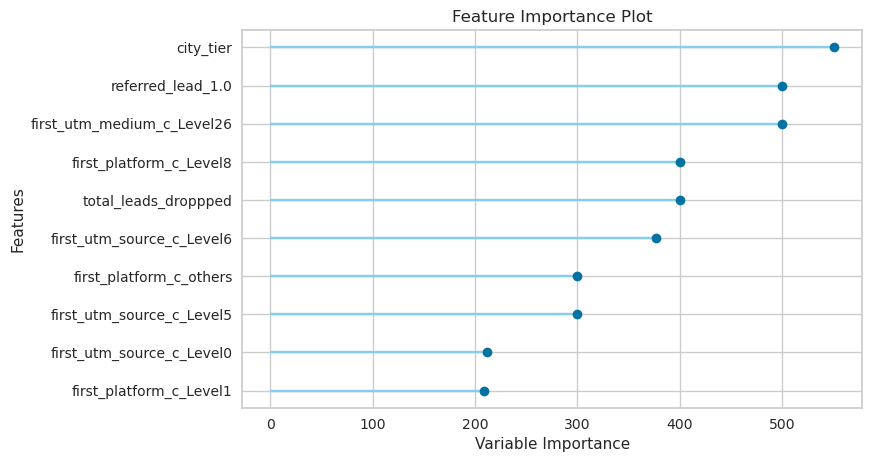 Feature Importance Plot
city_tier
referred_lead_1.0
first_utm_medium_c_Level26
first_platform_c_Level8
total_leads_droppped
first_utm_source_c_Level6
first_platform_c_others
first_utm_source_c_Level5
first_utm_source_c_Level0
first_platform_c_Level1
Features
0 100 200 300 400 500
Variable Importance